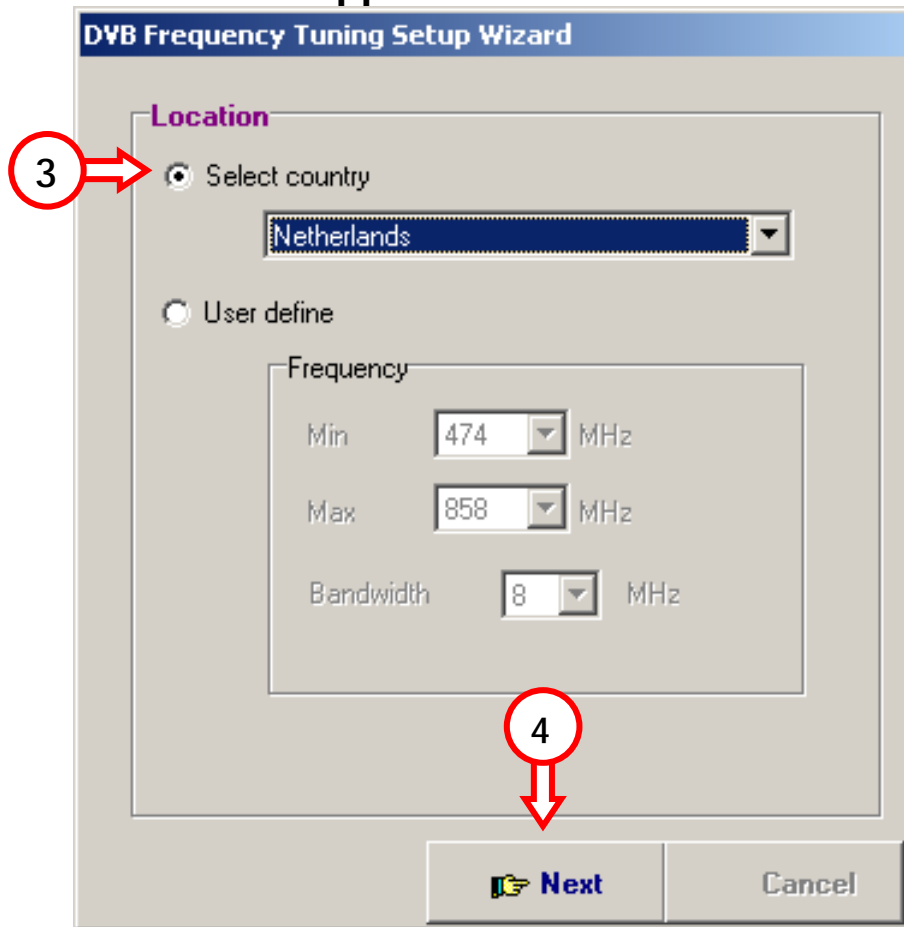 DVB Frequency Tuning Setup Wizard
Location
3
Select country
Netherlands
User define
Frequency
Min 474 MHz
Max 858 MHz
Bandwidth 8 MHz
4
Next Cancel